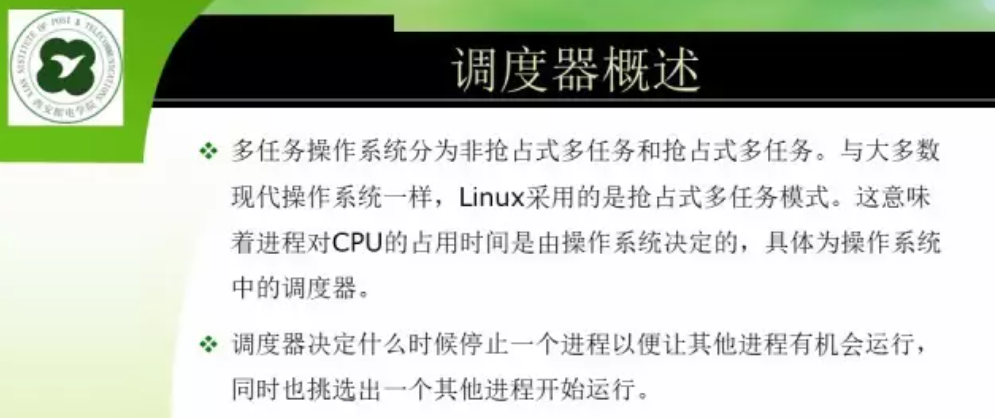 XIAN INSTITUTE OF POST & TELECOMMUNICATIONS
西安邮电学院
调度器概述
多任务操作系统分为非抢占式多任务和抢占式多任务。与大多数
现代操作系统一样，Linux采用的是抢占式多任务模式。这意味
着进程对CPU的占用时间是由操作系统决定的，具体为操作系统
中的调度器。
调度器决定什么时候停止一个进程以便让其他进程有机会运行，
同时也挑选出一个其他进程开始运行。